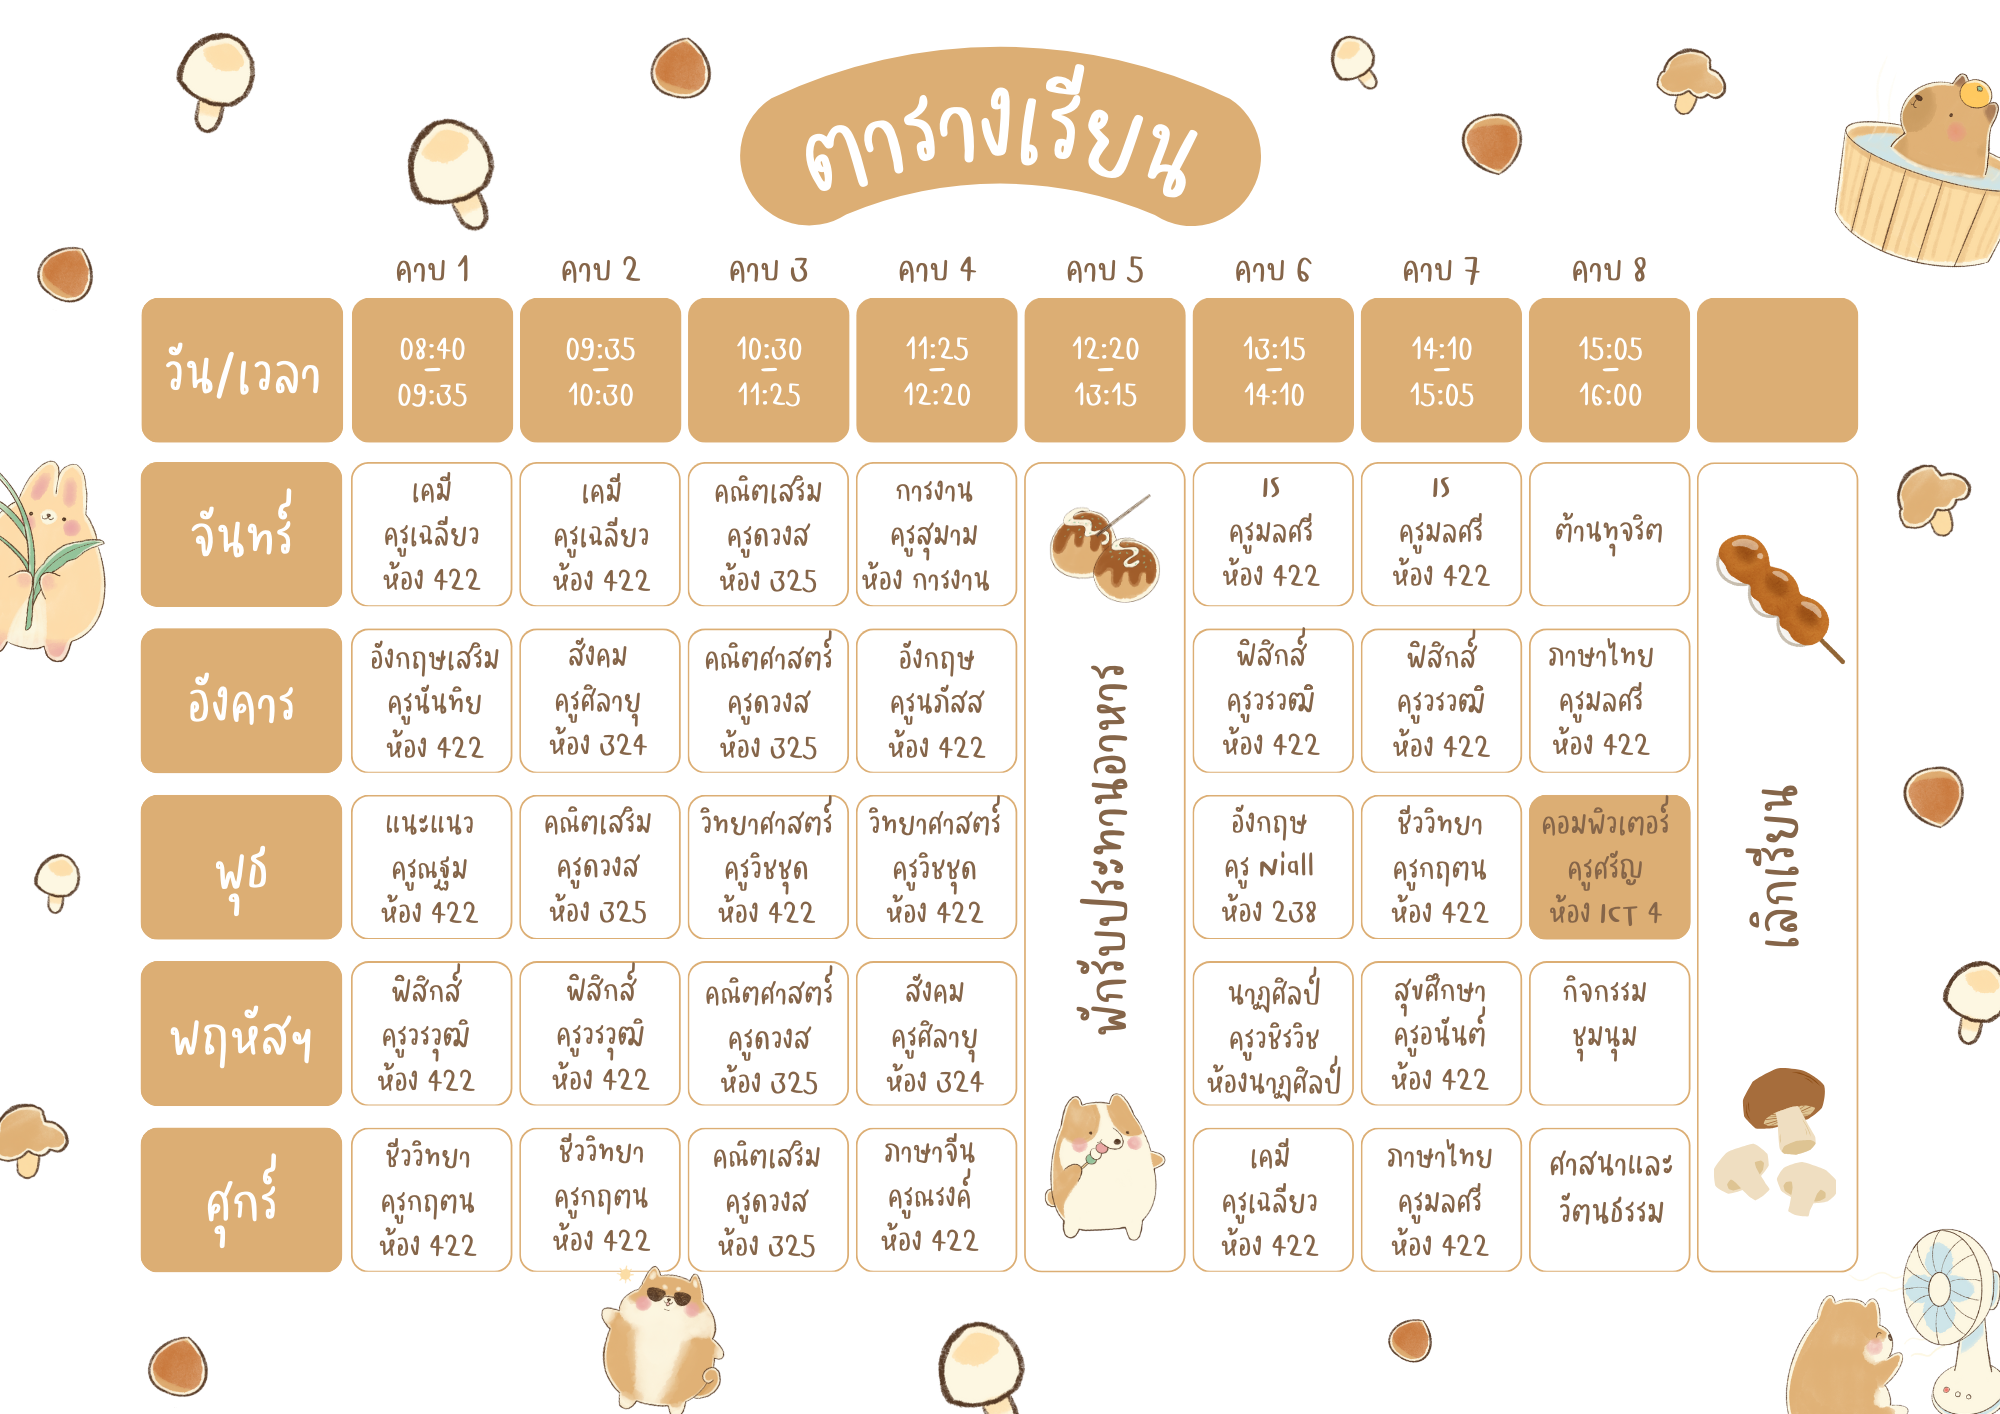 ตารางเรียน
คาบ 1
คาบ 2
คาบ 3
คาบ 4
คาบ 5
คาบ 6
คาบ 7
คาบ 8
วัน/เวลา
08:40
–
09:35
09:35
–
10:30
10:30
–
11:25
11:25
–
12:20
12:20
–
13:15
13:15
–
14:10
14:10
–
15:05
15:05
–
16:00
จันทร์
เคมี
ครูเฉลียว
ห้อง 422
เคมี
ครูเฉลียว
ห้อง 422
คณิตเสริม
ครูดวงส
ห้อง 325
การงาน
ครูสุมาม
ห้อง การงาน
พักรับประทานอาหาร
IS
ครูมลศรี
ห้อง 422
IS
ครูมลศรี
ห้อง 422
ต้านทุจริต
เลิกเรียน
อังคาร
อังกฤษเสริม
ครูนันทิย
ห้อง 422
สังคม
ครูศิลายุ
ห้อง 324
คณิตศาสตร์
ครูดวงส
ห้อง 325
อังกฤษ
ครูนภัสส
ห้อง 422
ฟิสิกส์
ครูวรวฒิ
ห้อง 422
ฟิสิกส์
ครูวรวฒิ
ห้อง 422
ภาษาไทย
ครูมลศรี
ห้อง 422
พุธ
แนะแนว
ครูณฐม
ห้อง 422
คณิตเสริม
ครูดวงส
ห้อง 325
วิทยาศาสตร์
ครูวิชชุด
ห้อง 422
วิทยาศาสตร์
ครูวิชชุด
ห้อง 422
อังกฤษ
ครู Niall
ห้อง 238
ชีววิทยา
ครูกฤตน
ห้อง 422
คอมพิวเตอร์
ครูศรัญ
ห้อง ICT 4
พฤหัสฯ
ฟิสิกส์
ครูวรวุฒิ
ห้อง 422
ฟิสิกส์
ครูวรวุฒิ
ห้อง 422
คณิตศาสตร์
ครูดวงส
ห้อง 325
สังคม
ครูศิลายุ
ห้อง 324
นาฏศิลป์
ครูวชิรวิช
ห้องนาฏศิลป์
สุขศึกษา
ครูอนันต์
ห้อง 422
กิจกรรม
ชุมนุม
ศุกร์
ชีววิทยา
ครูกฤตน
ห้อง 422
ชีววิทยา
ครูกฤตน
ห้อง 422
คณิตเสริม
ครูดวงส
ห้อง 325
ภาษาจีน
ครูณรงค์
ห้อง 422
เคมี
ครูเฉลียว
ห้อง 422
ภาษาไทย
ครูมลศรี
ห้อง 422
ศาสนาและ
วัฒนธรรม